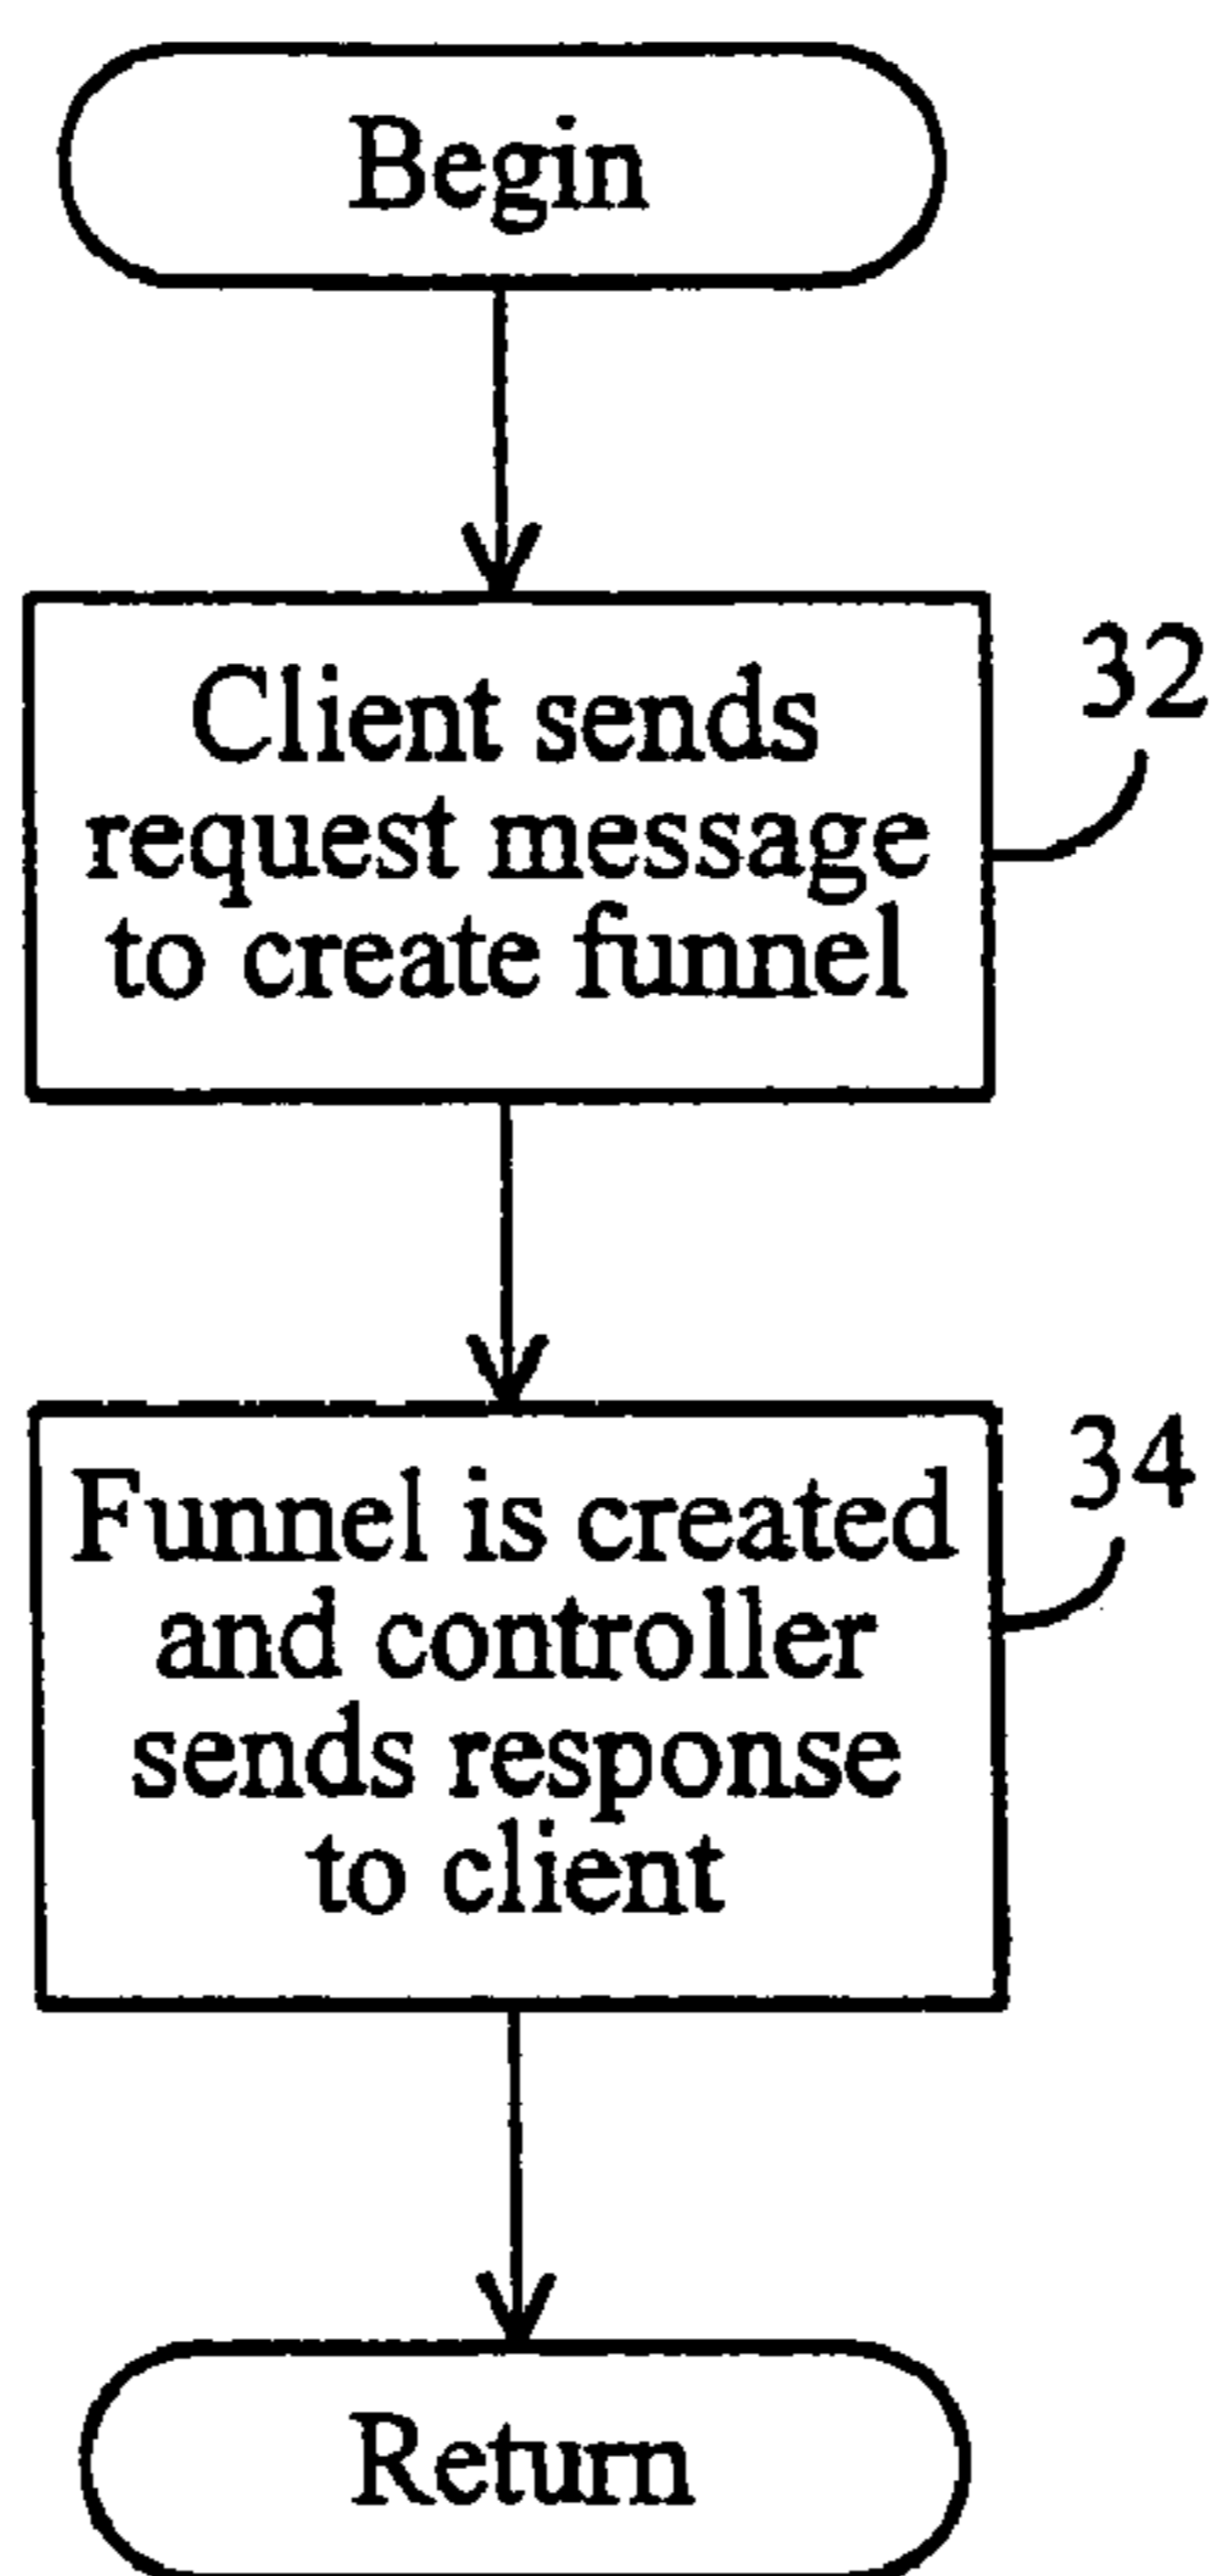 Begin
Client sends
request message
to create funnel
32
Funnel is created
and controller
sends response
to client
34
Return